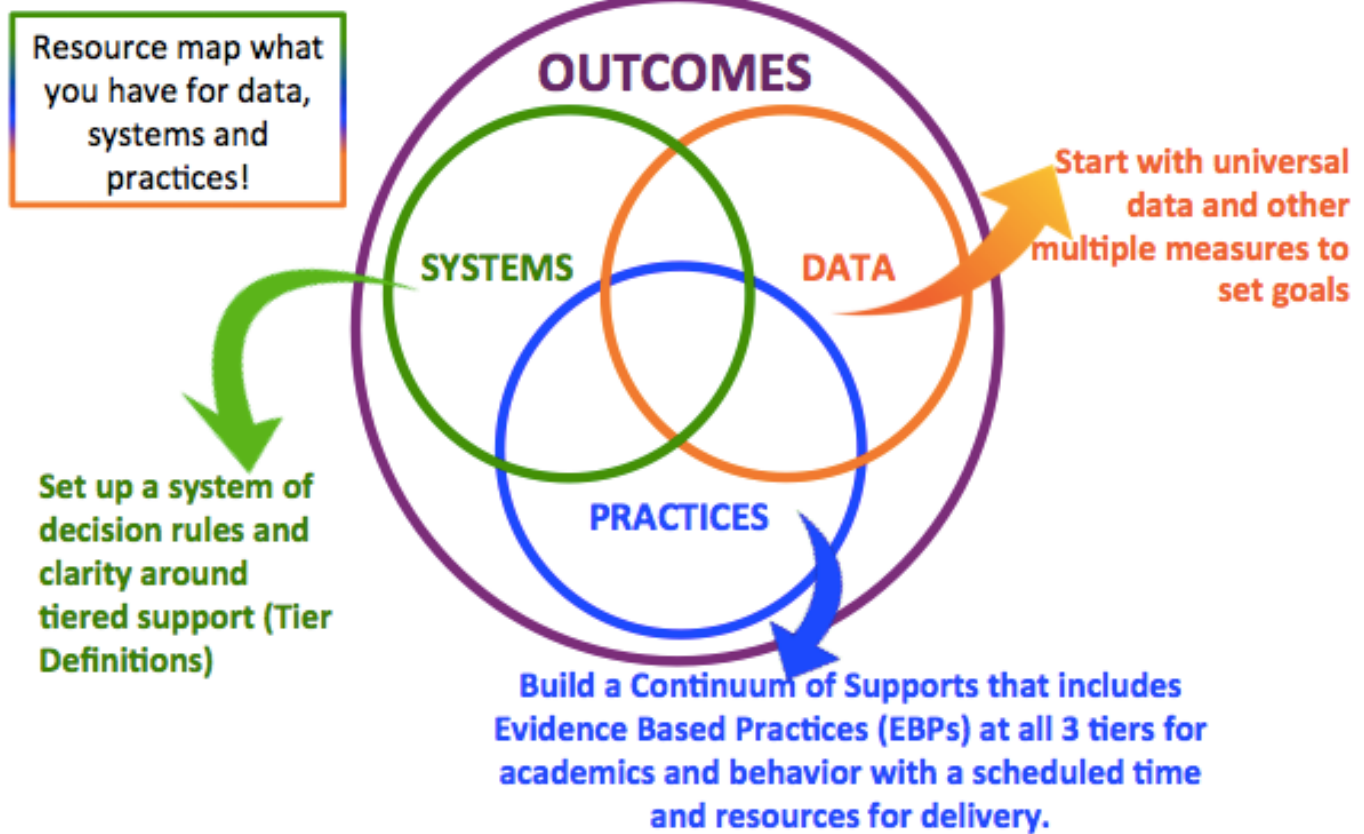 Resource map what
you have for data,
systems and
practices!
OUTCOMES
SYSTEMS
DATA
PRACTICES
Start with universal
data and other
multiple measures to
set goals
Set up a system of
decision rules and
clarity around
tiered support (Tier
Definitions)
Build a Continuum of Supports that includes
Evidence Based Practices (EBPs) at all 3 tiers for
academics and behavior with a scheduled time
and resources for delivery.